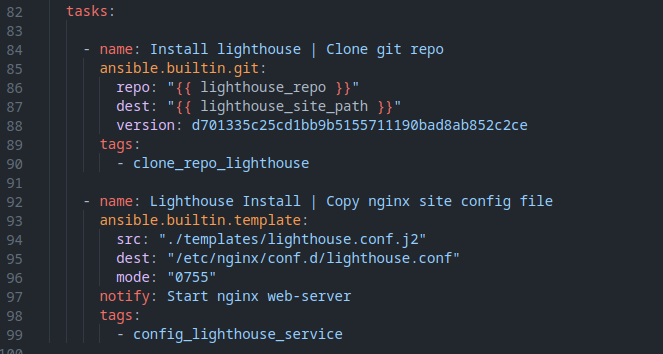 82 tasks:
83
84 - name: Install lighthouse | Clone git repo
85 ansible.builtin.git:
86 repo: "{{ lighthouse_repo }}"
87 dest: "{{ lighthouse_site_path }}"
88 version: d701335c25cd1bb9b5155711190bad8ab852c2ce
89 tags:
90 - clone_repo_lighthouse
91
92 - name: Lighthouse Install | Copy nginx site config file
93 ansible.builtin.template:
94 src: "./templates/lighthouse.conf.j2"
95 dest: "/etc/nginx/conf.d/lighthouse.conf"
96 mode: "0755"
97 notify: Start nginx web-server
98 tags:
99 - config_lighthouse_service